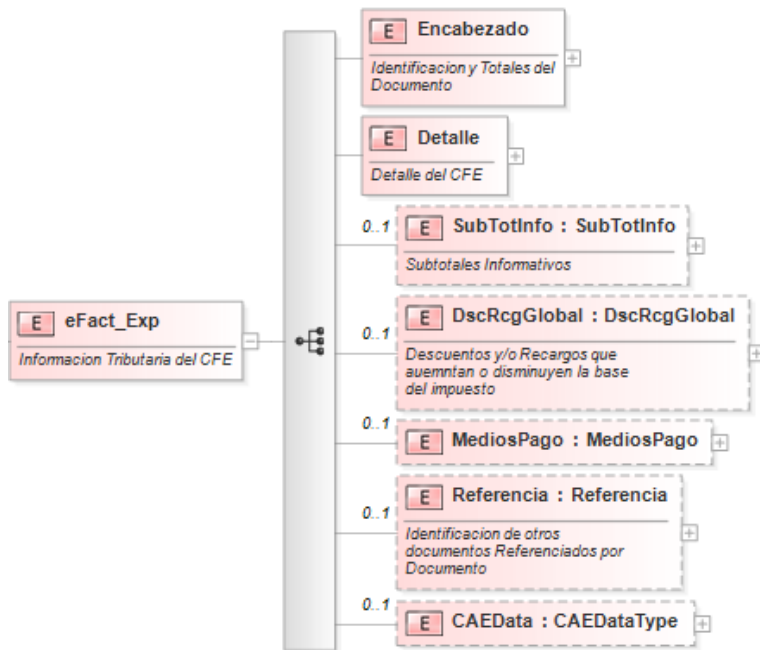 E Encabezado
Identificacion y Totales del
Documento
E Detalle
Detalle del CFE
0..1
E SubTotInfo : SubTotInfo
Subtotales Informativos
E eFact_Exp
Informacion Tributaria del CFE
0..1
E DscRcgGlobal : DscRcgGlobal
Descuentos y/o Recargos que
auemntan o disminuyen la base
del impuesto
0..1
E MediosPago : MediosPago
0..1
E Referencia : Referencia
Identificacion de otros
documentos Referenciados por
Documento
0..1
E CAEData : CAEDataType